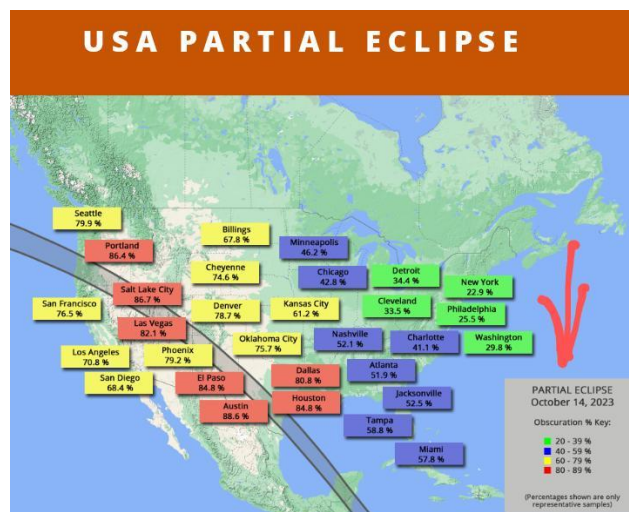 USA PARTIAL ECLIPSE
Seattle
79.9 %
Portland
86.4 %
Billings
67.8 %
Minneapolis
46.2 %
Cheyenne
74.6 %
Chicago
42.8 %
Detroit
34.4 %
New York
22.9 %
Salt Lake City
86.7 %
San Francisco
76.5 %
Denver
78.7 %
Kansas City
61.2 %
Cleveland
33.5 %
Philadelphia
25.5 %
Las Vegas
82.1 %
Oklahoma City
75.7 %
Nashville
52.1 %
Charlotte
41.1 %
Washington
29.8 %
Los Angeles
70.8 %
Phoenix
79.2 %
San Diego
68.4 %
El Paso
84.8 %
Dallas
80.8 %
Atlanta
51.9 %
Austin
88.6 %
Houston
84.8 %
Jacksonville
52.5 %
Tampa
58.8 %
Miami
57.8 %
PARTIAL ECLIPSE
October 14, 2023
Obscuration % Key:
20 - 39 %
40 - 59 %
60 - 79 %
80 - 89 %
(Percentages shown are only
representative samples)